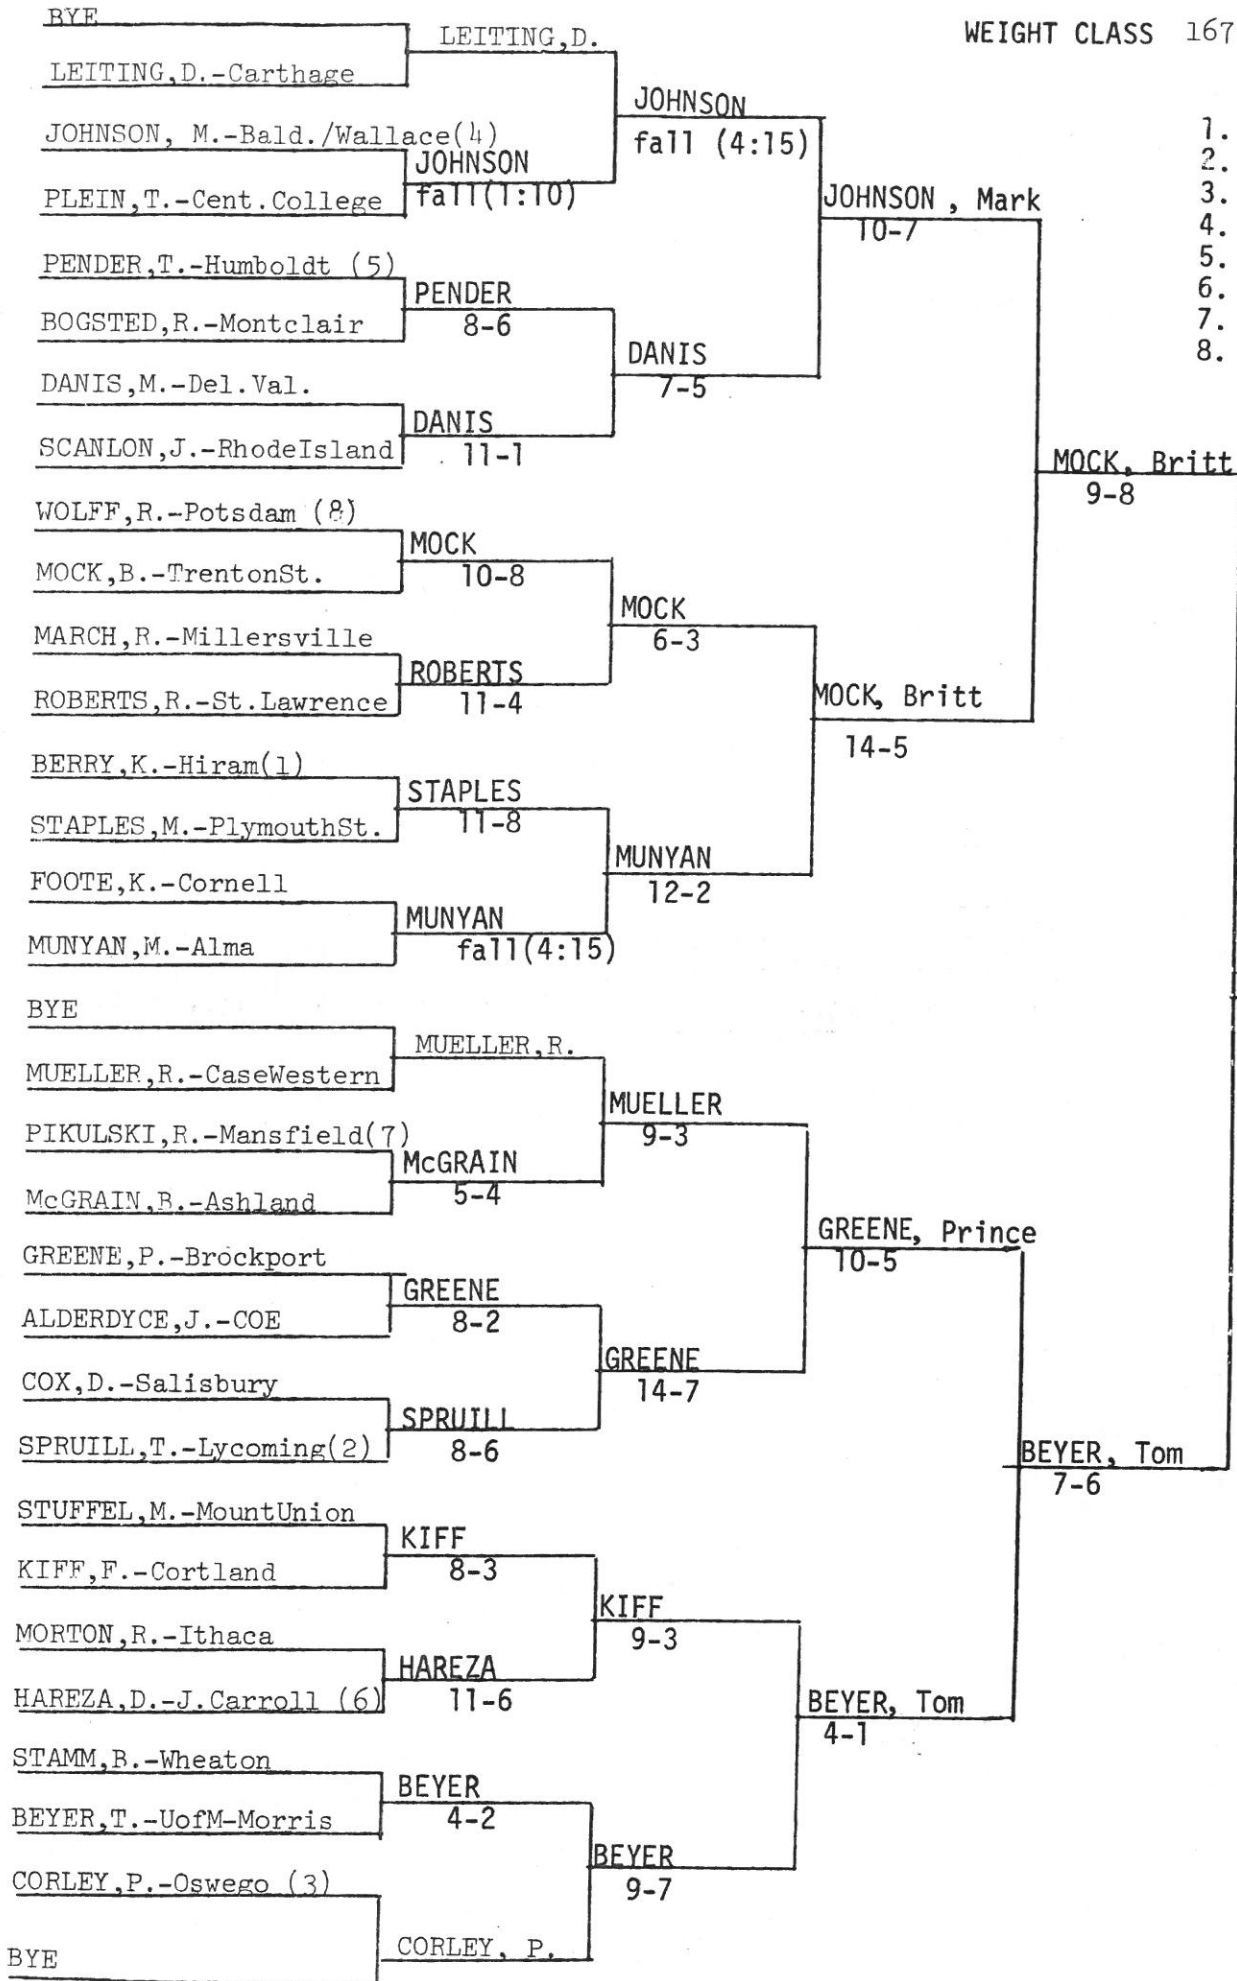 BYE
LEITING,D.
WEIGHT CLASS 167
LEITING,D.-Carthage
JOHNSON
fall (4:15)
1.
2.
3.
4.
5.
6.
7.
8.
JOHNSON, M.-Bald./Wallace(4)
JOHNSON
fall(1:10)
PLEIN,T.-Cent.College
JOHNSON , Mark
10-7
PENDER,T.-Humboldt (5)
PENDER
8-6
BOGSTED,R.-Montclair
DANIS
7-5
DANIS,M.-Del.Val.
DANIS
11-1
SCANLON,J.-RhodeIsland
MOCK, Britt
9-8
WOLFF,R.-Potsdam (8)
MOCK
10-8
MOCK,B.-TrentonSt.
MOCK
6-3
MARCH,R.-Millersville
ROBERTS
11-4
ROBERTS,R.-St.Lawrence
MOCK, Britt
14-5
BERRY,K.-Hiram(1)
STAPLES
11-8
STAPLES,M.-PlymouthSt.
MUNYAN
12-2
FOOTE,K.-Cornell
MUNYAN
fall(4:15)
MUNYAN,M.-Alma
BYE
MUELLER,R.
MUELLER,R.-CaseWestern
MUELLER
9-3
PIKULSKI,R.-Mansfield(7)
McGRAIN
5-4
McGRAIN,B.-Ashland
GREENE, Prince
10-5
GREENE,P.-Brockport
GREENE
8-2
ALDERDYCE,J.-COE
GREENE
14-7
COX,D.-Salisbury
SPRUILL
8-6
SPRUILL,T.-Lycoming(2)
BEYER, Tom
7-6
STUFFEL,M.-MountUnion
KIFF
8-3
KIFF,F.-Cortland
KIFF
9-3
MORTON,R.-Ithaca
HAREZA
11-6
HAREZA,D.-J.Carroll (6)
BEYER, Tom
4-1
STAMM,B.-Wheaton
BEYER
4-2
BEYER,T.-UofM-Morris
BEYER
9-7
CORLEY,P.-Oswego (3)
CORLEY, P.
BYE